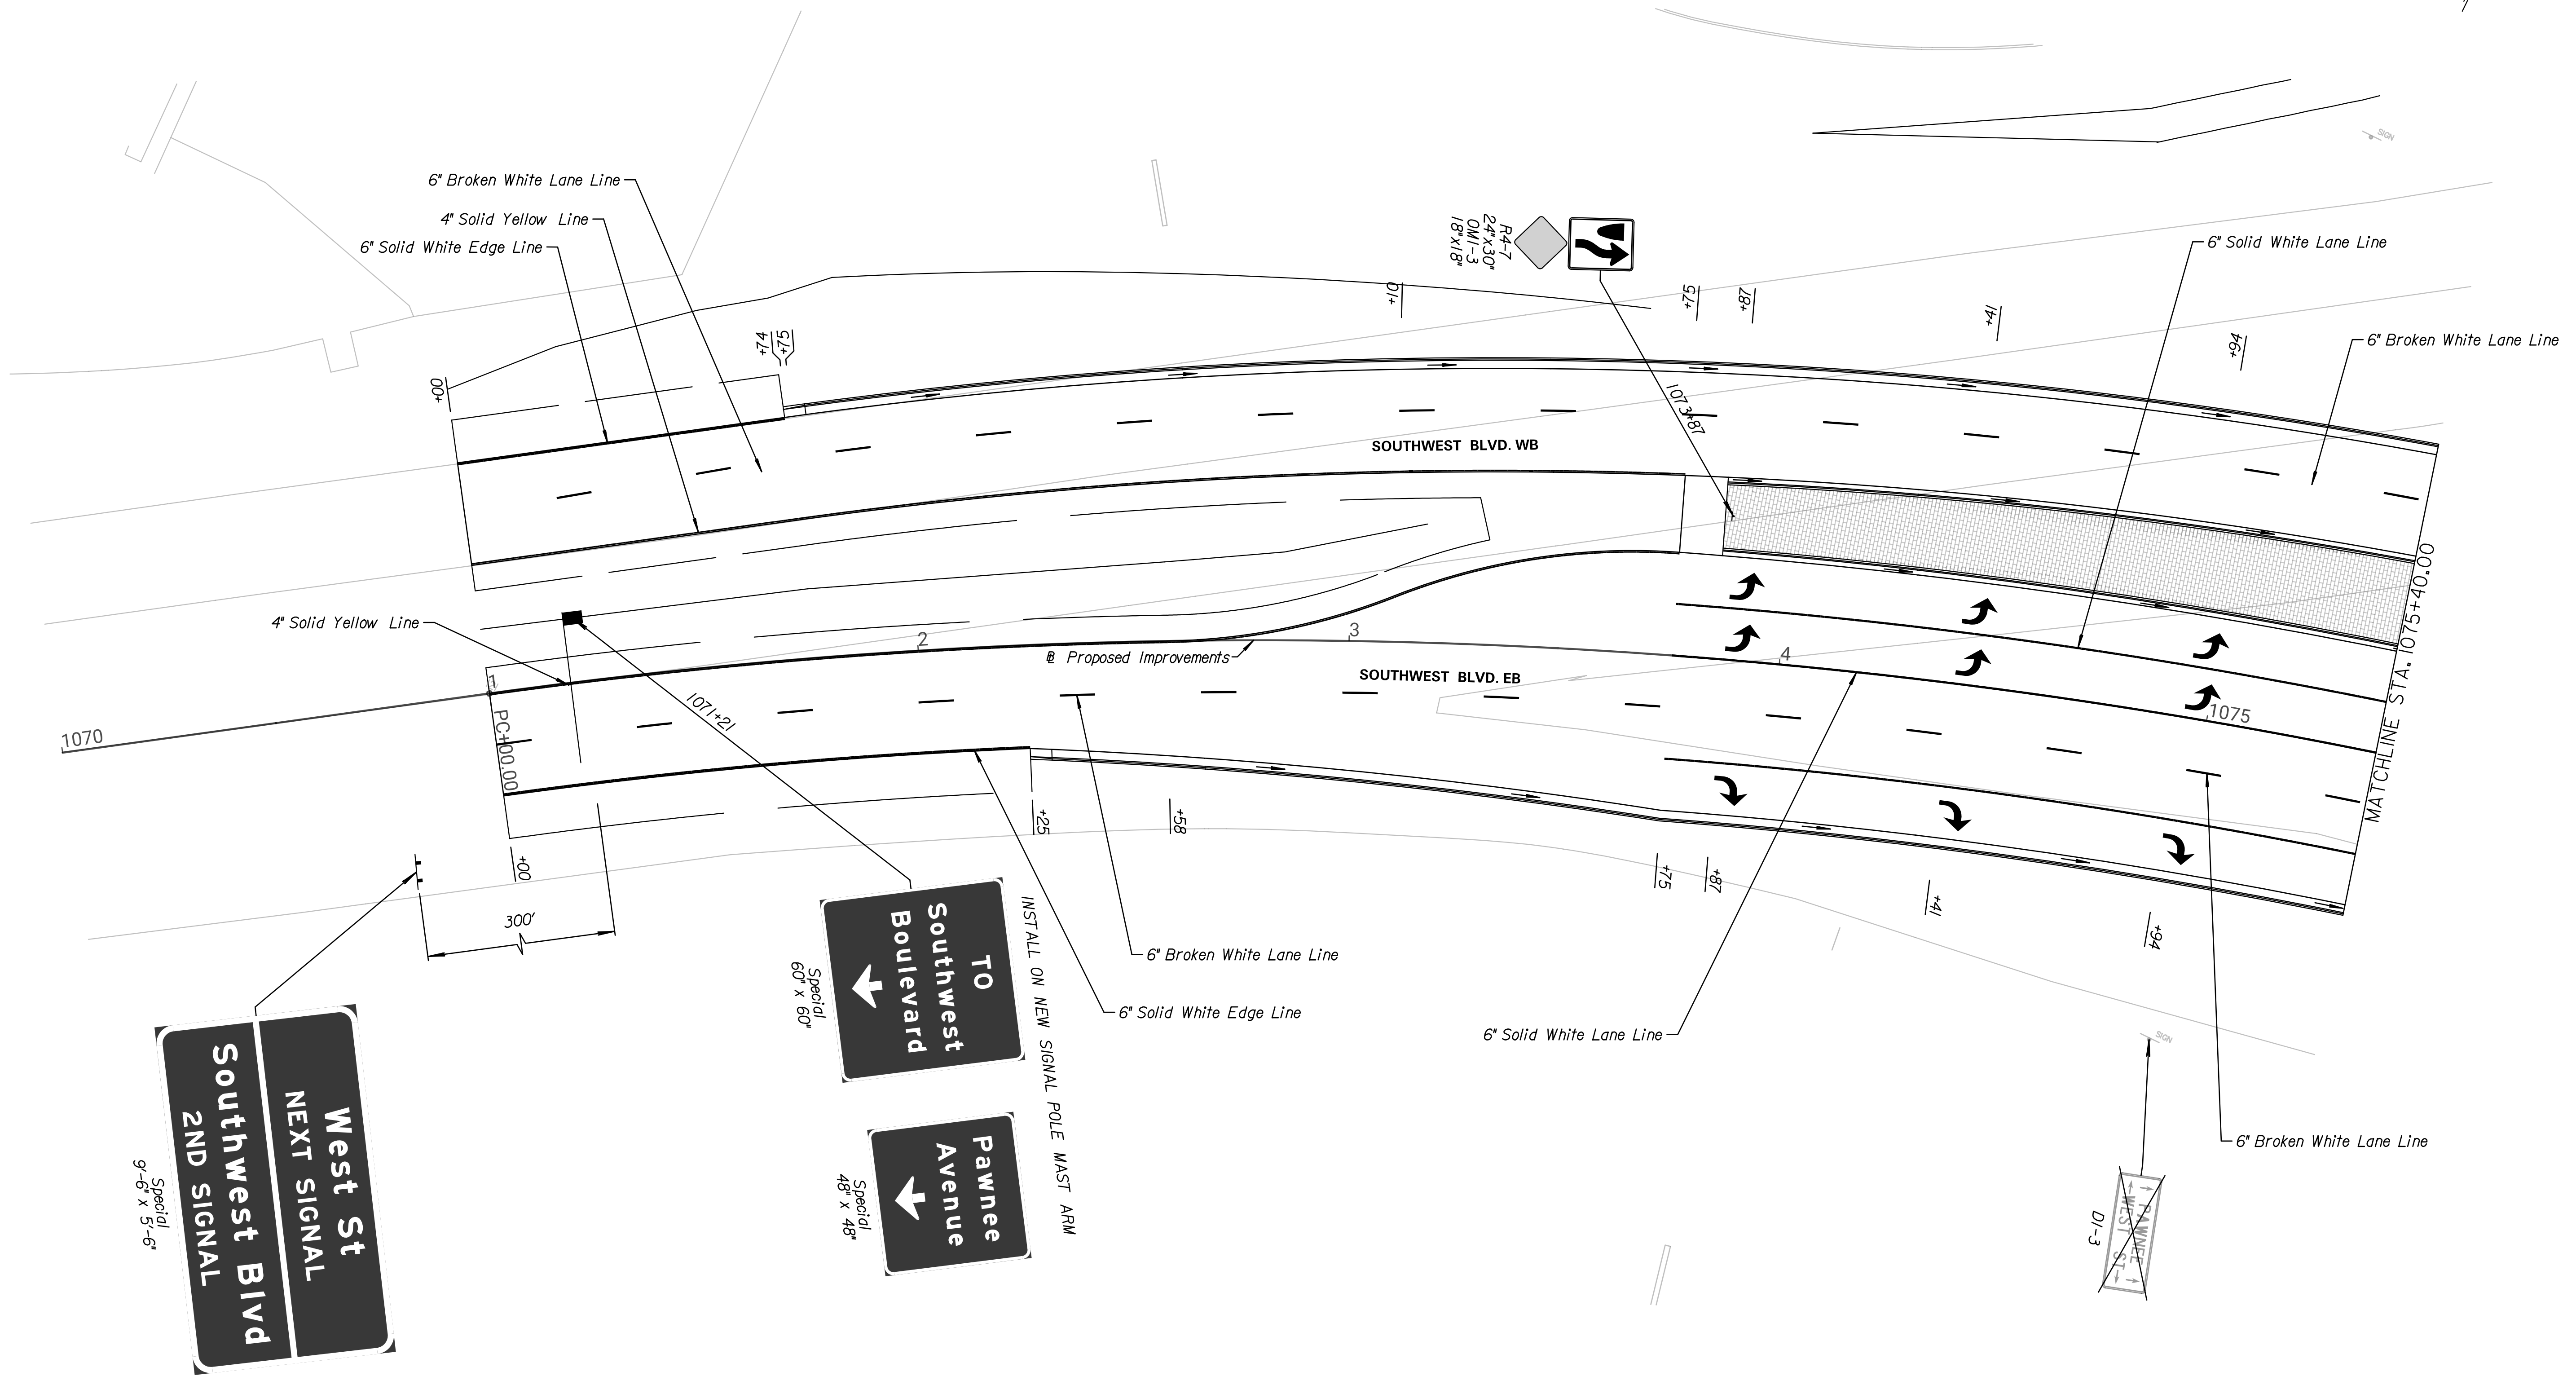 6" Broken White Lane Line
4" Solid Yellow Line
6" Solid White Edge Line
R4-7
24"x30"
OM1-3
18"x18"
+01
+75
+87
+41
+94
SIGN
6" Solid White Lane Line
6" Broken White Lane Line
+00
+74
+75
1073+87
SOUTHWEST BLVD. WB
4" Solid Yellow Line
1070
1
PC+00.00
2
3
4
1075
Proposed Improvements
SOUTHWEST BLVD. EB
MATCHLINE STA. 1075+40.00
1071+21
+00
+25
+58
+75
+87
+41
+94
300'
6" Broken White Lane Line
6" Solid White Edge Line
6" Solid White Lane Line
6" Broken White Lane Line
SIGN
TO
Southwest
Boulevard
Special
60" x 60"
INSTALL ON NEW SIGNAL POLE MAST ARM
Pawnee
Avenue
Special
48" x 48"
West St
NEXT SIGNAL
Southwest Blvd
2ND SIGNAL
Special
9'-6" x 5'-6"
PAWNEE
WEST ST
D1-3